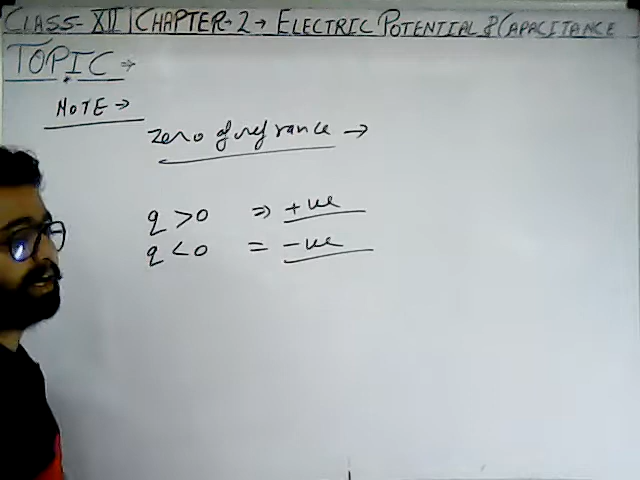 CLASS-XII | CHAPTER-2 → ELECTRIC POTENTIAL & CAPACITANCE
TOPIC →
NOTE →
Zero of refrance →
q > 0 ⇒ +ve
q < 0 = -ve